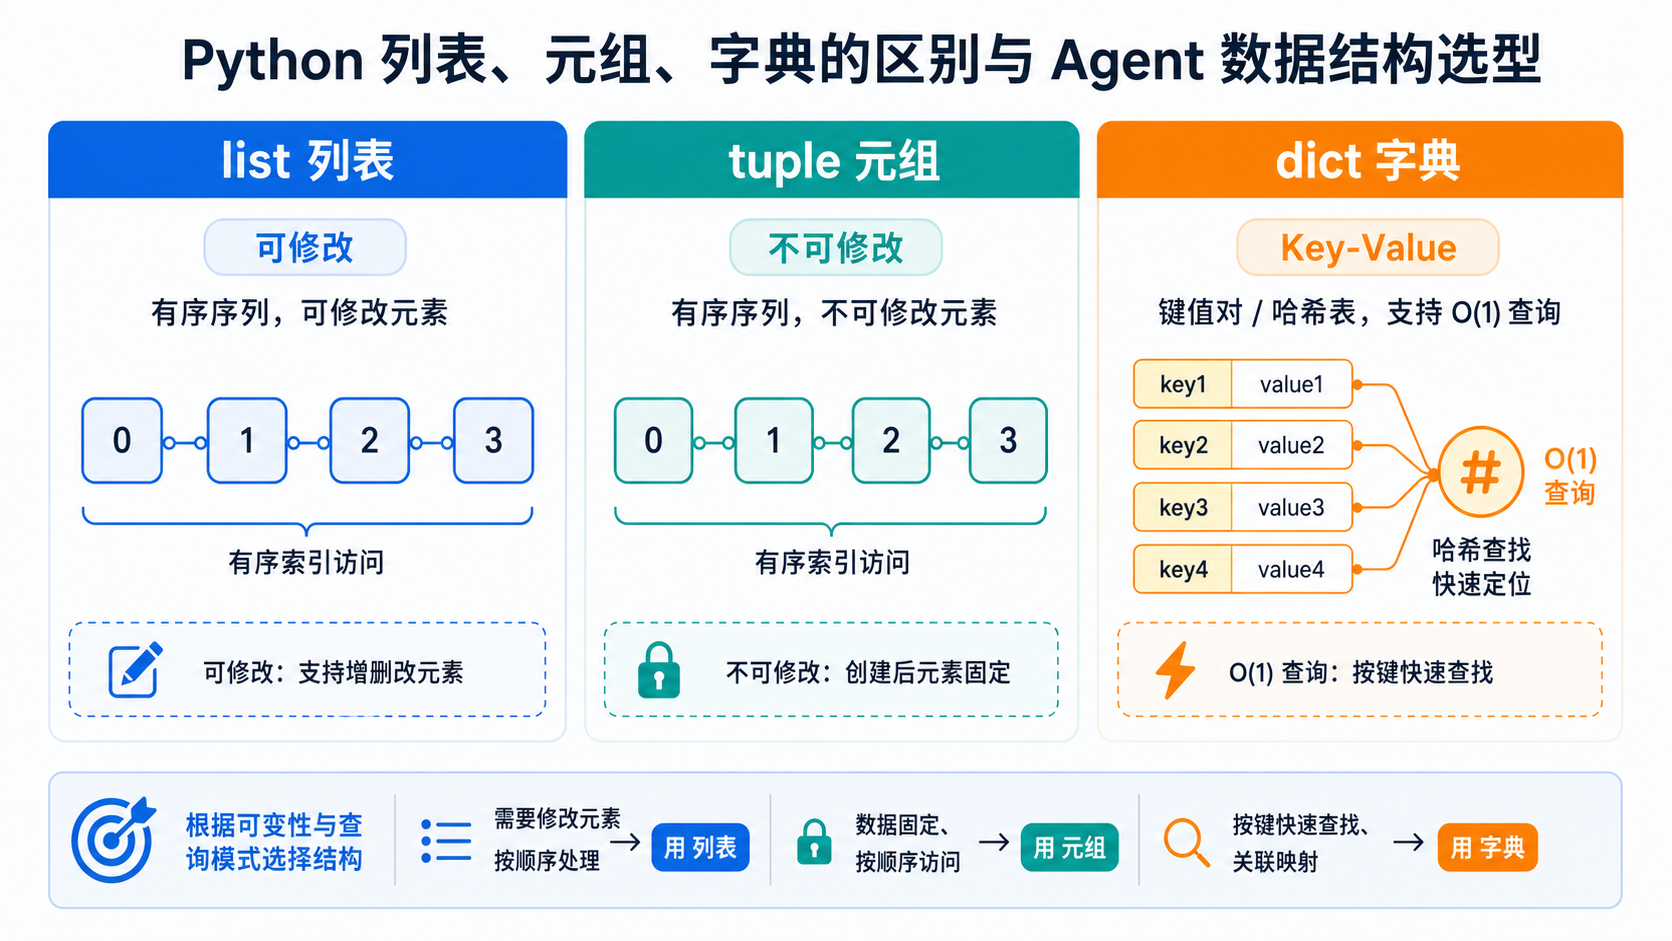 Python 列表、元组、字典的区别与 Agent 数据结构选型
list 列表
可修改
有序序列，可修改元素
0 1 2 3
有序索引访问
可修改：支持增删改元素
tuple 元组
不可修改
有序序列，不可修改元素
0 1 2 3
有序索引访问
不可修改：创建后元素固定
dict 字典
Key-Value
键值对 / 哈希表，支持 O(1) 查询
key1 value1
key2 value2
key3 value3
key4 value4
#
O(1)
查询
哈希查找
快速定位
O(1) 查询：按键快速查找
根据可变性与查
询模式选择结构
需要修改元素
按顺序处理
用 列表
数据固定、
按顺序访问
用 元组
按键快速查找、
关联映射
用 字典